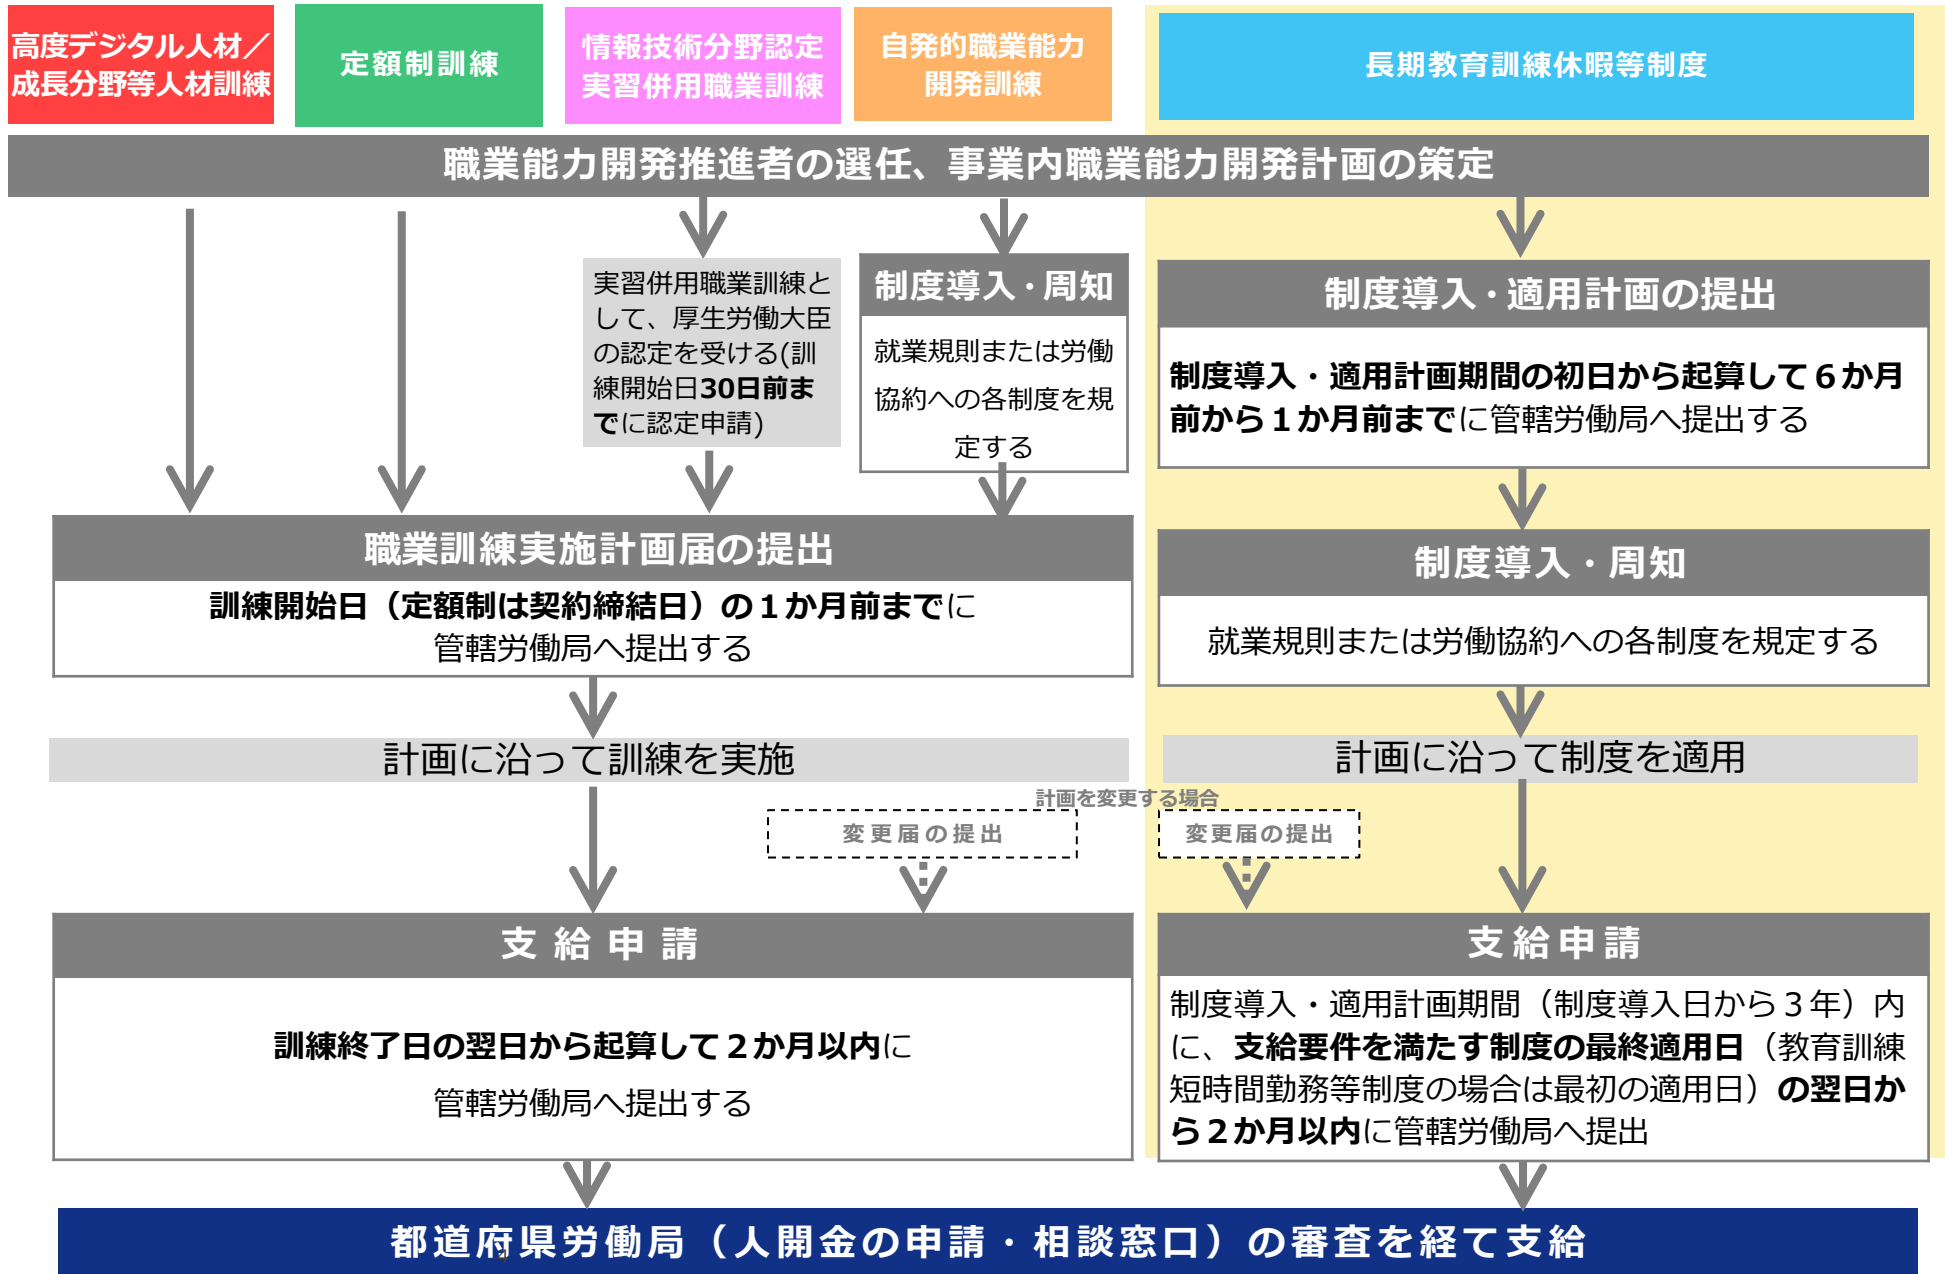 高度デジタル人材／
成長分野等人材訓練
定額制訓練
情報技術分野認定
実習併用職業訓練
自発的職業能力
開発訓練
長期教育訓練休暇等制度
職業能力開発推進者の選任、事業内職業能力開発計画の策定
実習併用職業訓練と
して、厚生労働大臣
の認定を受ける(訓
練開始日30日前ま
でに認定申請)
制度導入・周知
就業規則または労働
協約への各制度を規
定する
制度導入・適用計画の提出
制度導入・適用計画期間の初日から起算して６か月
前から１か月前までに管轄労働局へ提出する
職業訓練実施計画届の提出
訓練開始日（定額制は契約締結日）の１か月前までに
管轄労働局へ提出する
制度導入・周知
就業規則または労働協約への各制度を規定する
計画に沿って訓練を実施
計画に沿って制度を適用
計画を変更する場合
変更届の提出
変更届の提出
支給申請
訓練終了日の翌日から起算して２か月以内に
管轄労働局へ提出する
支給申請
制度導入・適用計画期間（制度導入日から３年）内
に、支給要件を満たす制度の最終適用日（教育訓練
短時間勤務等制度の場合は最初の適用日）の翌日か
ら２か月以内に管轄労働局へ提出
都道府県労働局（人開金の申請・相談窓口）の審査を経て支給